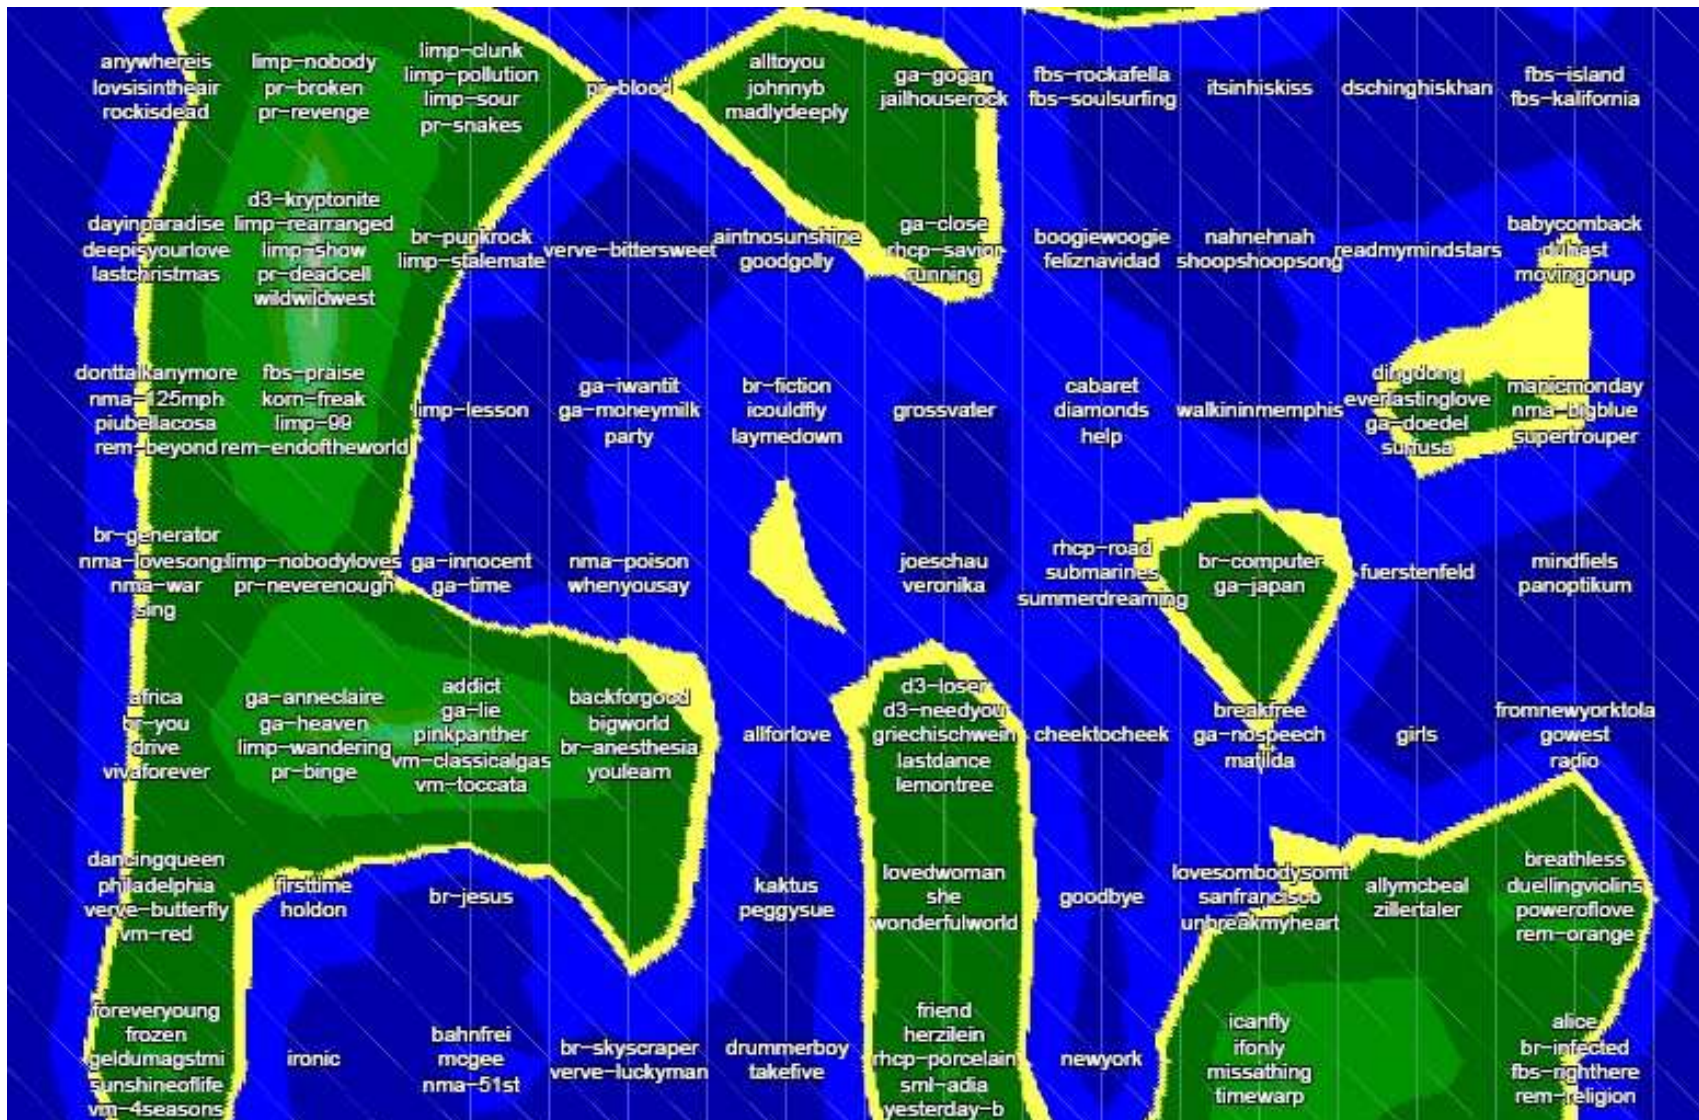 anywhereis
lovsisintheair
rockisdead
limp-nobody
pr-broken
pr-revenge
limp-clunk
limp-pollution
limp-sour
pr-snakes
pr-blood
alltoyou
johnnyb
madlydeeply
ga-gogan
jailhouserock
fbs-rockafella
fbs-soulsurfing
itsinhiskiss
dschinghiskhan
fbs-island
fbs-kalifornia
dayinparadise
deepisyourlove
lastchristmas
d3-kryptonite
limp-rearranged
limp-show
pr-deadcell
wildwildwest
br-punkrock
limp-stalemate
verve-bittersweet
aintnosunshine
goodgolly
ga-close
rhcp-savior
running
boogiewoogie
feliznavidad
nahnehnah
shoopshoopsong
readmymindstars
babycomback
duhast
movingonup
donttalkanymore
nma-125mph
piubellacosa
rem-beyond
fbs-praise
korn-freak
limp-99
rem-endoftheworld
limp-lesson
ga-iwantit
ga-moneymilk
party
br-fiction
icouldfly
laymedown
grossvater
cabaret
diamonds
help
walkininmemphis
dingdong
everlastinglove
ga-doedel
surfusa
manicmonday
nma-bigblue
supertrouper
br-generator
nma-lovesongs
nma-war
sing
limp-nobodyloves
pr-neverenough
ga-innocent
ga-time
nma-poison
whenyousay
joeschau
veronika
rhcp-road
submarines
summerdreaming
br-computer
ga-japan
fuerstenfeld
mindfiels
panoptikum
africa
br-you
drive
vivaforever
ga-anneclaire
ga-heaven
limp-wandering
pr-binge
addict
ga-lie
pinkpanther
vm-classicalgas
vm-toccata
backforgood
bigworld
br-anesthesia
youlearn
allforlove
d3-loser
d3-needyou
griechischwein
lastdance
lemontree
cheektocheek
breakfree
ga-nospeech
matilda
girls
fromnewyorktola
gowest
radio
dancingqueen
philadelphia
verve-butterfly
vm-red
firsttime
holdon
br-jesus
kaktus
peggysue
lovedwoman
she
wonderfulworld
goodbye
lovesombodysomt
sanfrancisco
unbreakmyheart
allymcbeal
zillertaler
breathless
duellingviolins
poweroflove
rem-orange
foreveryoung
frozen
geldumagstmi
sunshineoflife
vm-4seasons
ironic
bahnfrei
mcgee
nma-51st
br-skyscraper
verve-luckyman
drummerboy
takefive
friend
herzilein
rhcp-porcelain
sml-adia
yesterday-b
newyork
icanfly
ifonly
missathing
timewarp
alice
br-infected
fbs-righthere
rem-religion